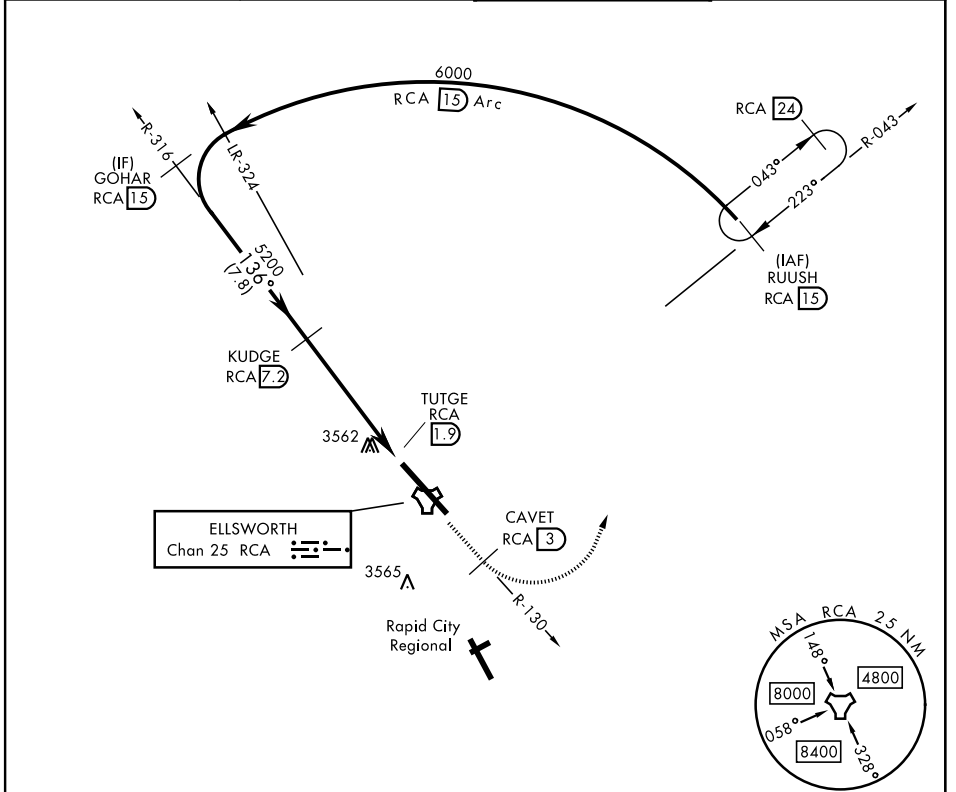 6000
RCA 15 Arc
RCA 24
R-043
043°
223°
R-316
LR-324
(IF)
GOHAR
RCA 15
(IAF)
RUUSH
RCA 15
5200
136°
(7.8)
KUDGE
RCA 7.2
TUTGE
RCA
1.9
3562
ELLSWORTH
Chan 25 RCA
CAVET
RCA 3
3565
R-130
Rapid City
Regional
MSA RCA 25 NM
148°
4800
8000
058°
8400
328°